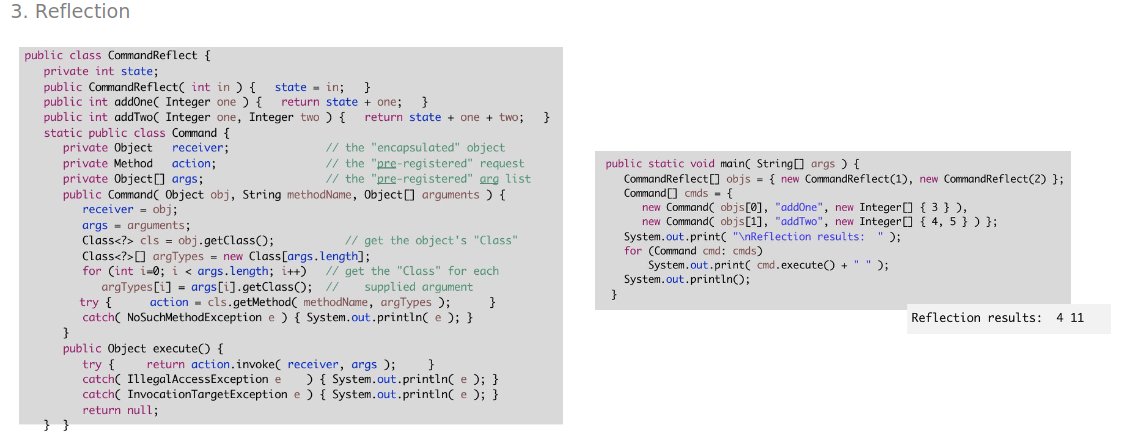 3. Reflection
public class CommandReflect {
private int state;
public CommandReflect( int in ) {   state = in;   }
public int addOne( Integer one ) {   return state + one;   }
public int addTwo( Integer one, Integer two ) {   return state + one + two;   }
static public class Command {
private Object   receiver;   // the "encapsulated" object
private Method   action;   // the "pre-registered" request
private Object[] args;   // the "pre-registered" arg list
public Command( Object obj, String methodName, Object[] arguments ) {
receiver = obj;
args = arguments;
Class<?> cls = obj.getClass();   // get the object's "Class"
Class<?>[] argTypes = new Class[args.length];
for (int i=0; i < args.length; i++)   // get the "Class" for each
argTypes[i] = args[i].getClass();   //   supplied argument
try {   action = cls.getMethod( methodName, argTypes );   }
catch( NoSuchMethodException e ) { System.out.println( e ); }
}
public Object execute() {
try {   return action.invoke( receiver, args );   }
catch( IllegalAccessException e   ) { System.out.println( e ); }
catch( InvocationTargetException e ) { System.out.println( e ); }
return null;
}  }
public static void main( String[] args ) {
CommandReflect[] objs = { new CommandReflect(1), new CommandReflect(2) };
Command[] cmds = {
new Command( objs[0], "addOne", new Integer[] { 3 } ),
new Command( objs[1], "addTwo", new Integer[] { 4, 5 } ) };
System.out.print( "\nReflection results:  " );
for (Command cmd: cmds)
System.out.print( cmd.execute() + " " );
System.out.println();
}
Reflection results:  4 11